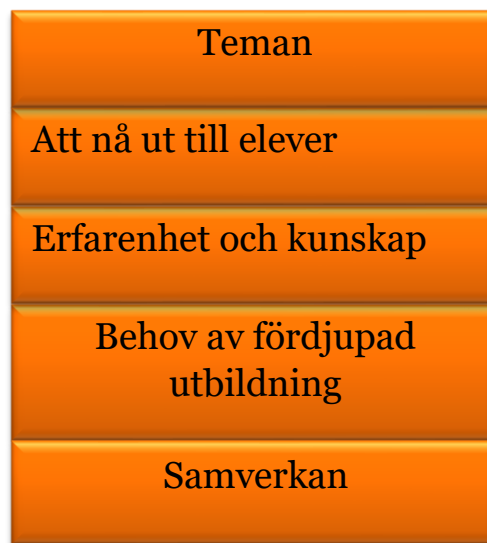 Teman
Att nå ut till elever
Erfarenhet och kunskap
Behov av fördjupad
utbildning
Samverkan